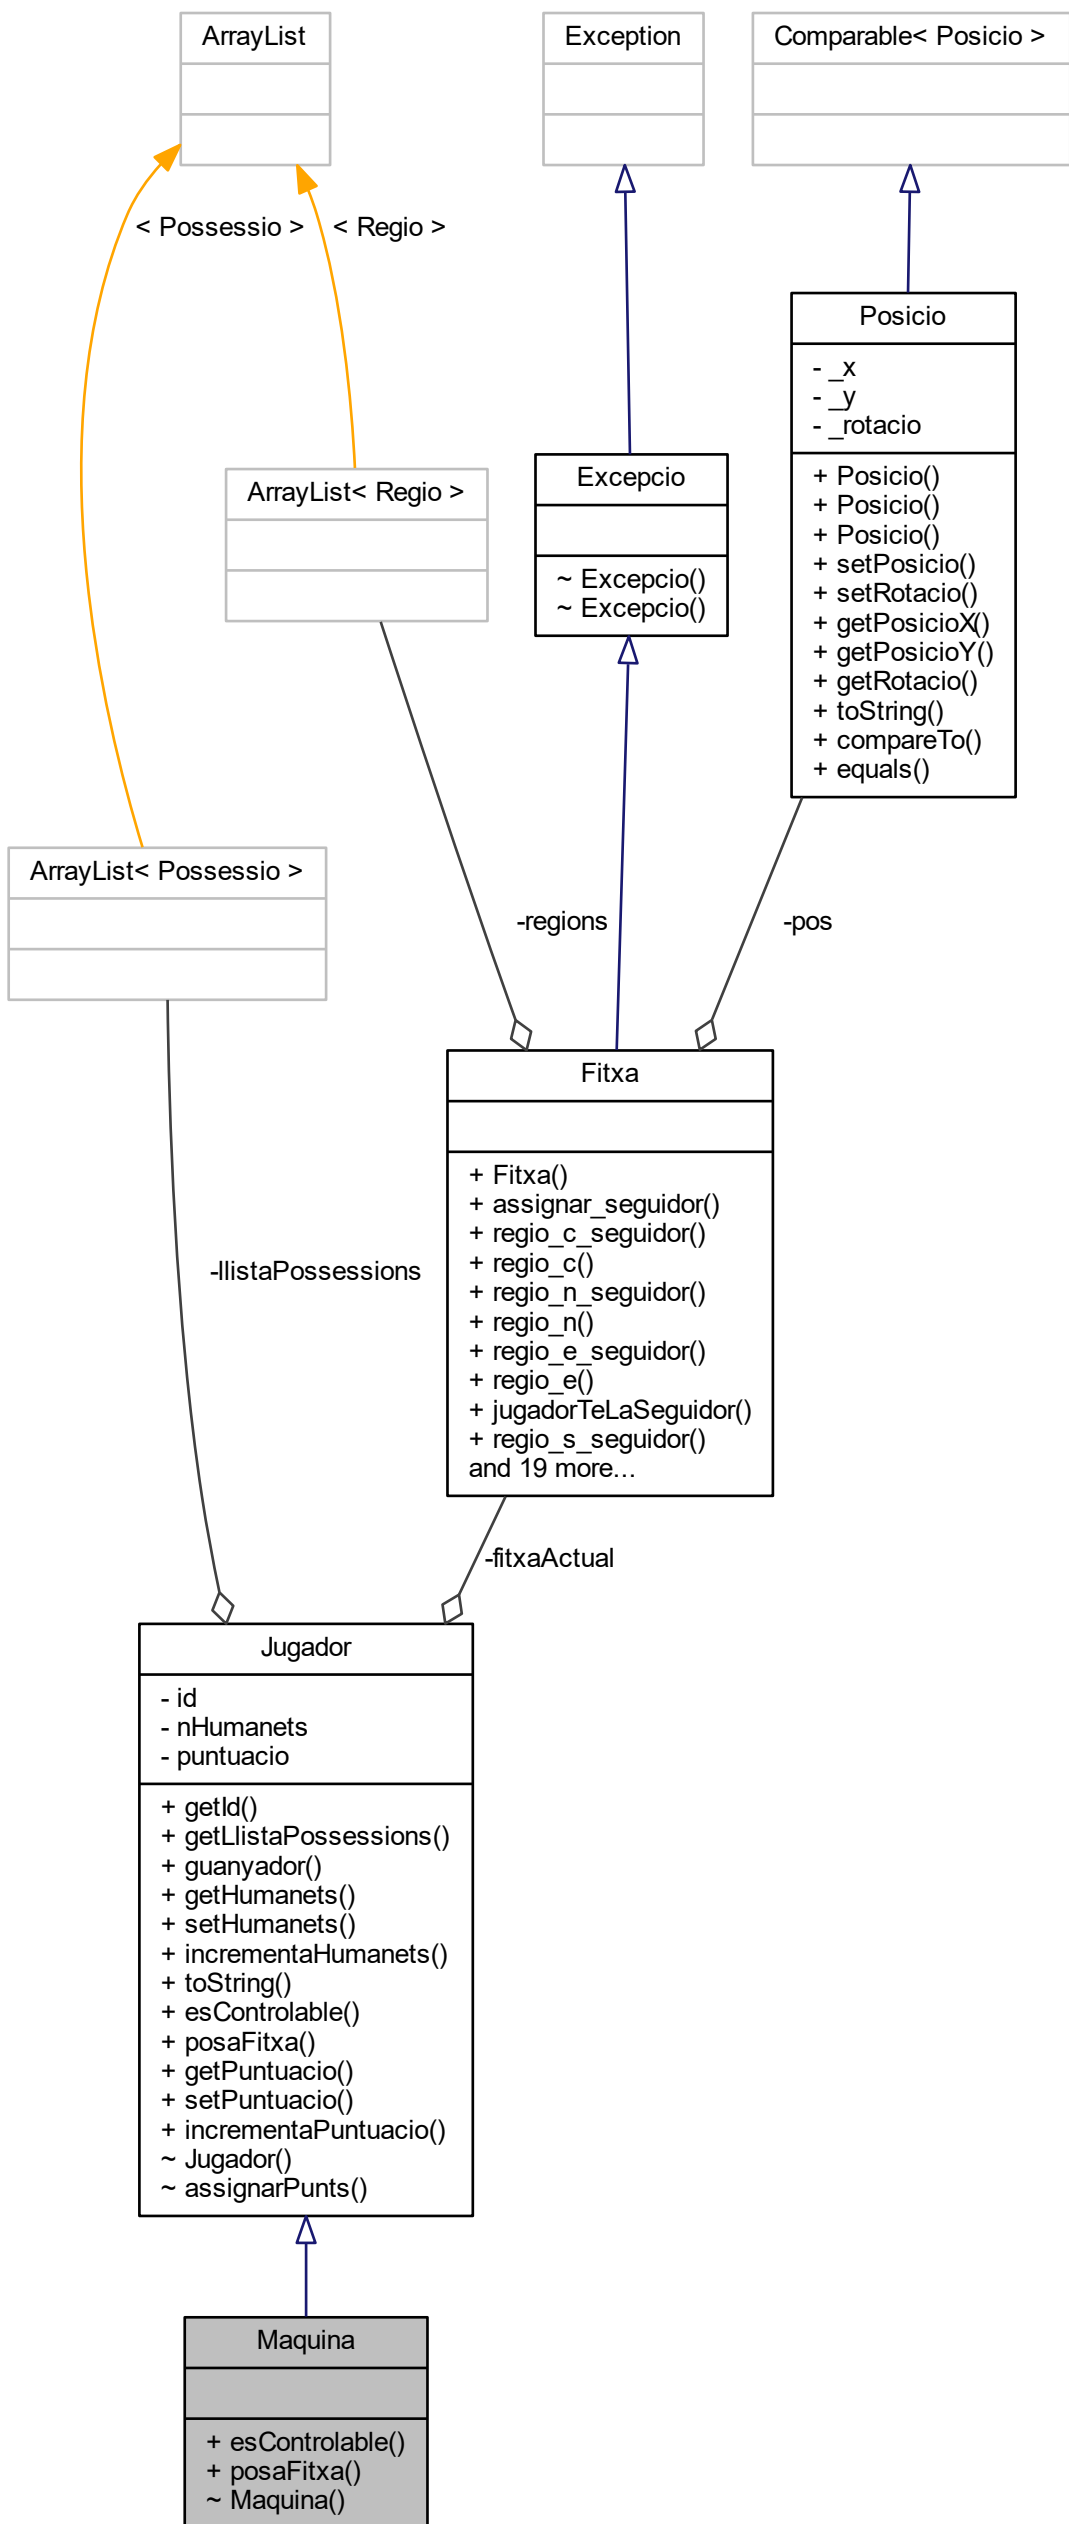 ArrayList
Exception
Comparable< Posicio >
< Possessio >
< Regio >
Posicio
- _x
- _y
- _rotacio
+ Posicio()
+ Posicio()
+ Posicio()
+ setPosicio()
+ setRotacio()
+ getPosicioX()
+ getPosicioY()
+ getRotacio()
+ toString()
+ compareTo()
+ equals()
ArrayList< Regio >
Excepcio
~ Excepcio()
~ Excepcio()
ArrayList< Possessio >
-regions
-pos
Fitxa
+ Fitxa()
+ assignar_seguidor()
+ regio_c_seguidor()
+ regio_c()
+ regio_n_seguidor()
+ regio_n()
+ regio_e_seguidor()
+ regio_e()
+ jugadorTeLaSeguidor()
+ regio_s_seguidor()
and 19 more...
-llistaPossessions
-fitxaActual
Jugador
- id
- nHumanets
- puntuacio
+ getId()
+ getLlistaPossessions()
+ guanyador()
+ getHumanets()
+ setHumanets()
+ incrementaHumanets()
+ toString()
+ esControlable()
+ posaFitxa()
+ getPuntuacio()
+ setPuntuacio()
+ incrementaPuntuacio()
~ Jugador()
~ assignarPunts()
Maquina
+ esControlable()
+ posaFitxa()
~ Maquina()